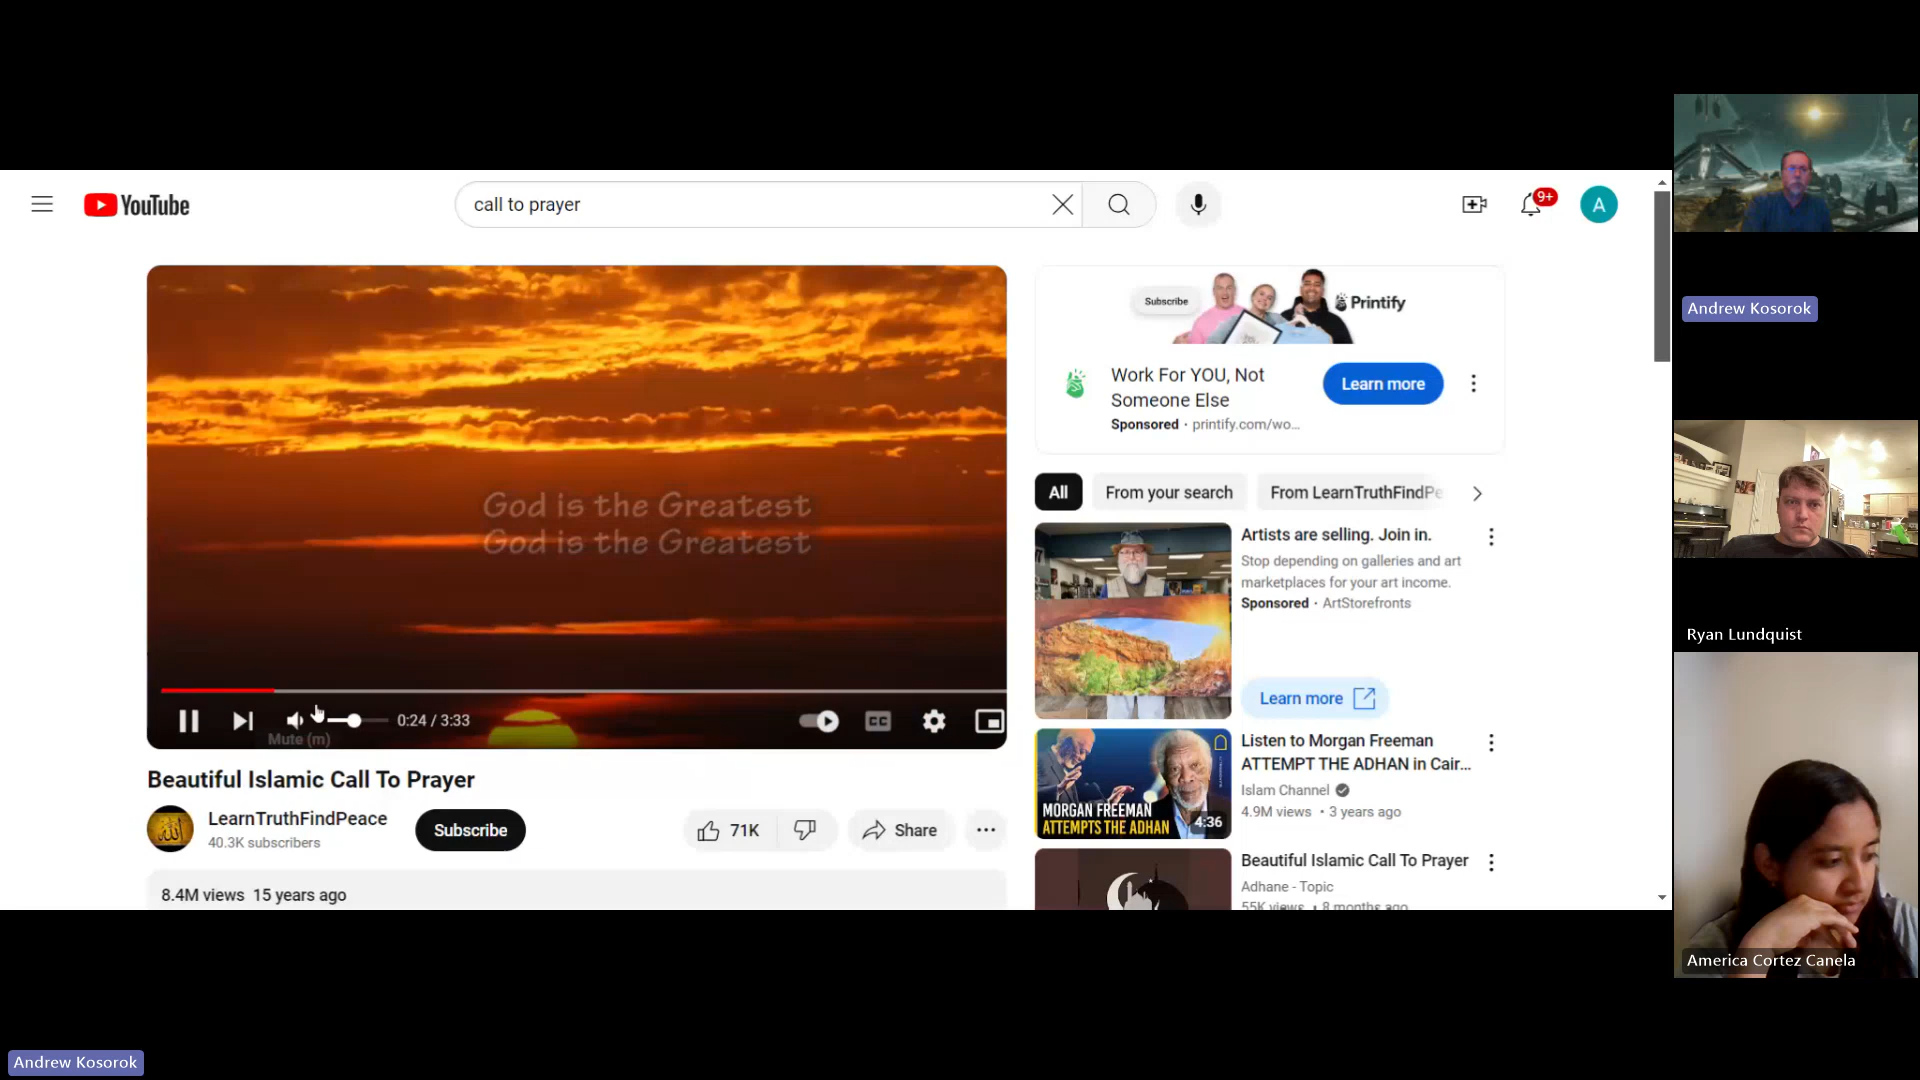 YouTube
call to prayer
9+
A
God is the Greatest
God is the Greatest
0:24 / 3:33
CC
Mute (m)
Beautiful Islamic Call To Prayer
LearnTruthFindPeace
40.3K subscribers
Subscribe
71K
Share
8.4M views 15 years ago
Subscribe
Printify
Work For YOU, Not
Someone Else
Sponsored · printify.com/wo...
Learn more
All
From your search
From LearnTruthFindPe
Artists are selling. Join in.
Stop depending on galleries and art
marketplaces for your art income.
Sponsored · ArtStorefronts
Learn more
MORGAN FREEMAN
ATTEMPTS THE ADHAN
4:36
Listen to Morgan Freeman
ATTEMPT THE ADHAN in Cair...
Islam Channel
4.9M views • 3 years ago
Beautiful Islamic Call To Prayer
Adhane - Topic
55K views • 8 months ago
Andrew Kosorok
Ryan Lundquist
America Cortez Canela
Andrew Kosorok